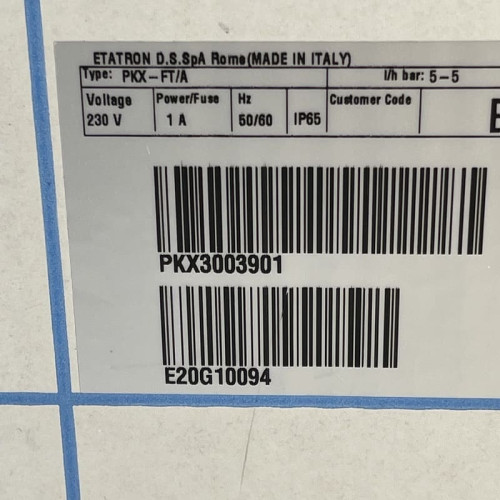 ETATRON D.S.SpA Rome(MADE IN ITALY)
Type: PKX-FT/A l/h bar: 5-5
Voltage Power/Fuse Hz Customer Code
230 V 1 A 50/60 IP65
PKX3003901
E20G10094